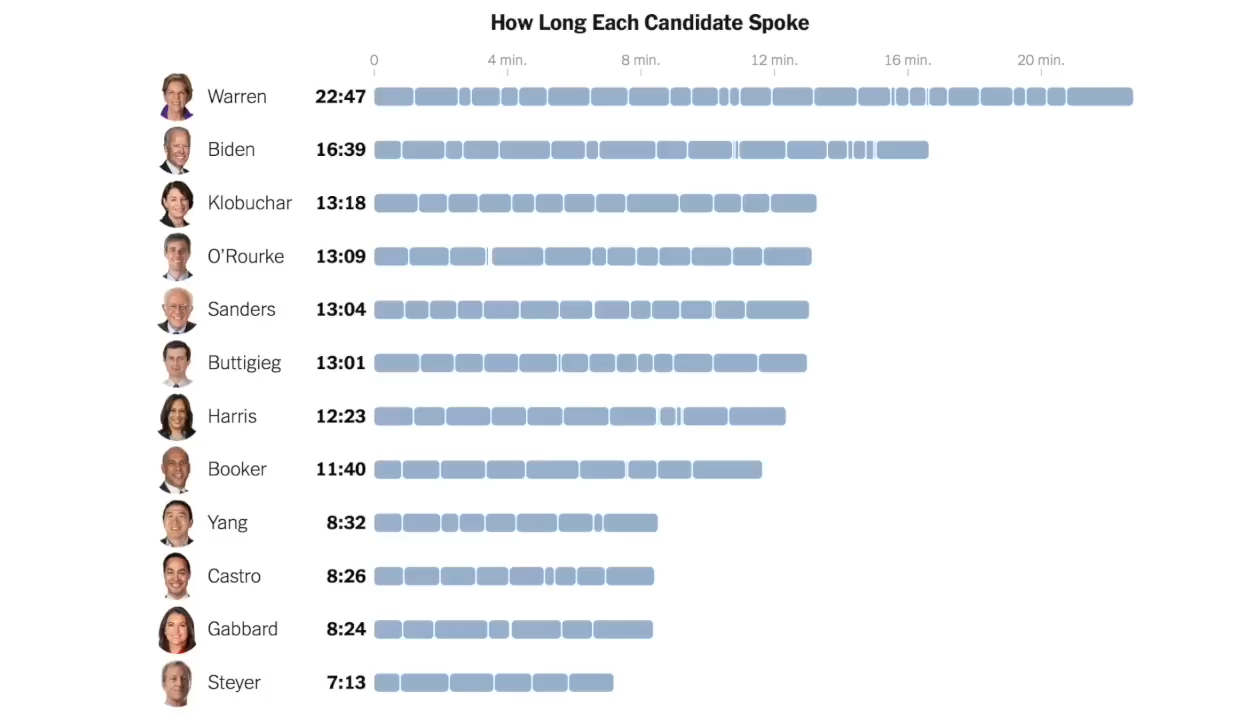 How Long Each Candidate Spoke
0 4 min. 8 min. 12 min. 16 min. 20 min.
Warren 22:47
Biden 16:39
Klobuchar 13:18
O’Rourke 13:09
Sanders 13:04
Buttigieg 13:01
Harris 12:23
Booker 11:40
Yang 8:32
Castro 8:26
Gabbard 8:24
Steyer 7:13